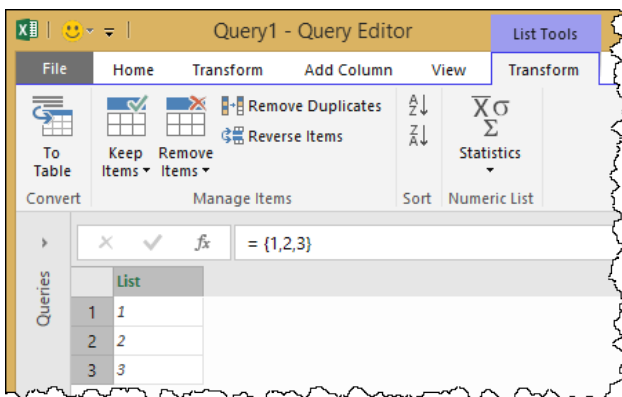 Query1 - Query Editor
List Tools
File Home Transform Add Column View Transform
To Table
Keep Items
Remove Items
Remove Duplicates
Reverse Items
Statistics
Convert Manage Items Sort Numeric List
fx = {1,2,3}
Queries
List
1 1
2 2
3 3